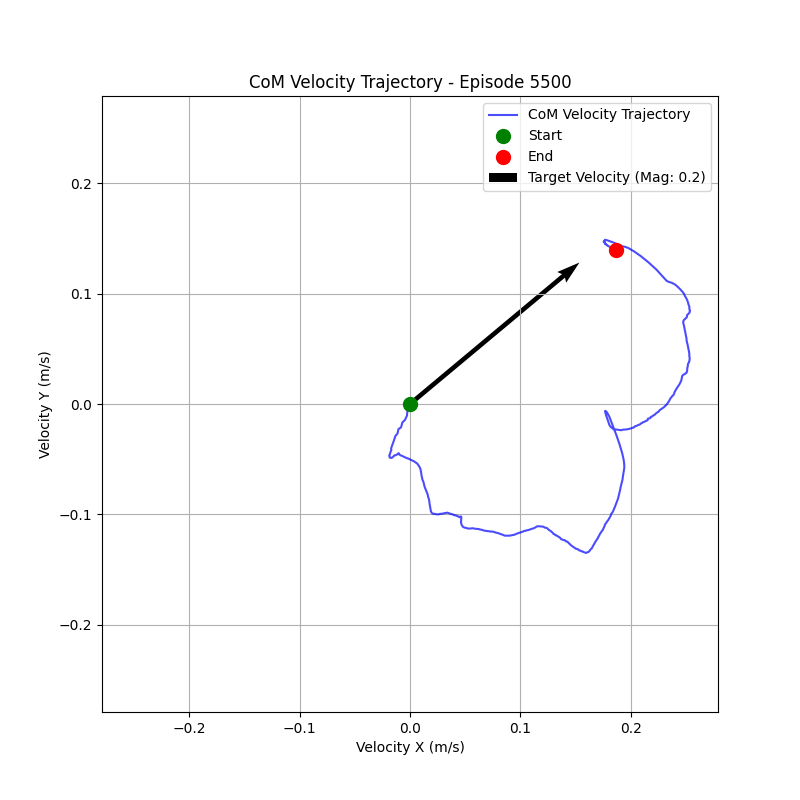 CoM Velocity Trajectory - Episode 5500
CoM Velocity Trajectory
Start
End
Target Velocity (Mag: 0.2)
0.2
0.1
0.0
−0.1
−0.2
Velocity Y (m/s)
−0.2
−0.1
0.0
0.1
0.2
Velocity X (m/s)